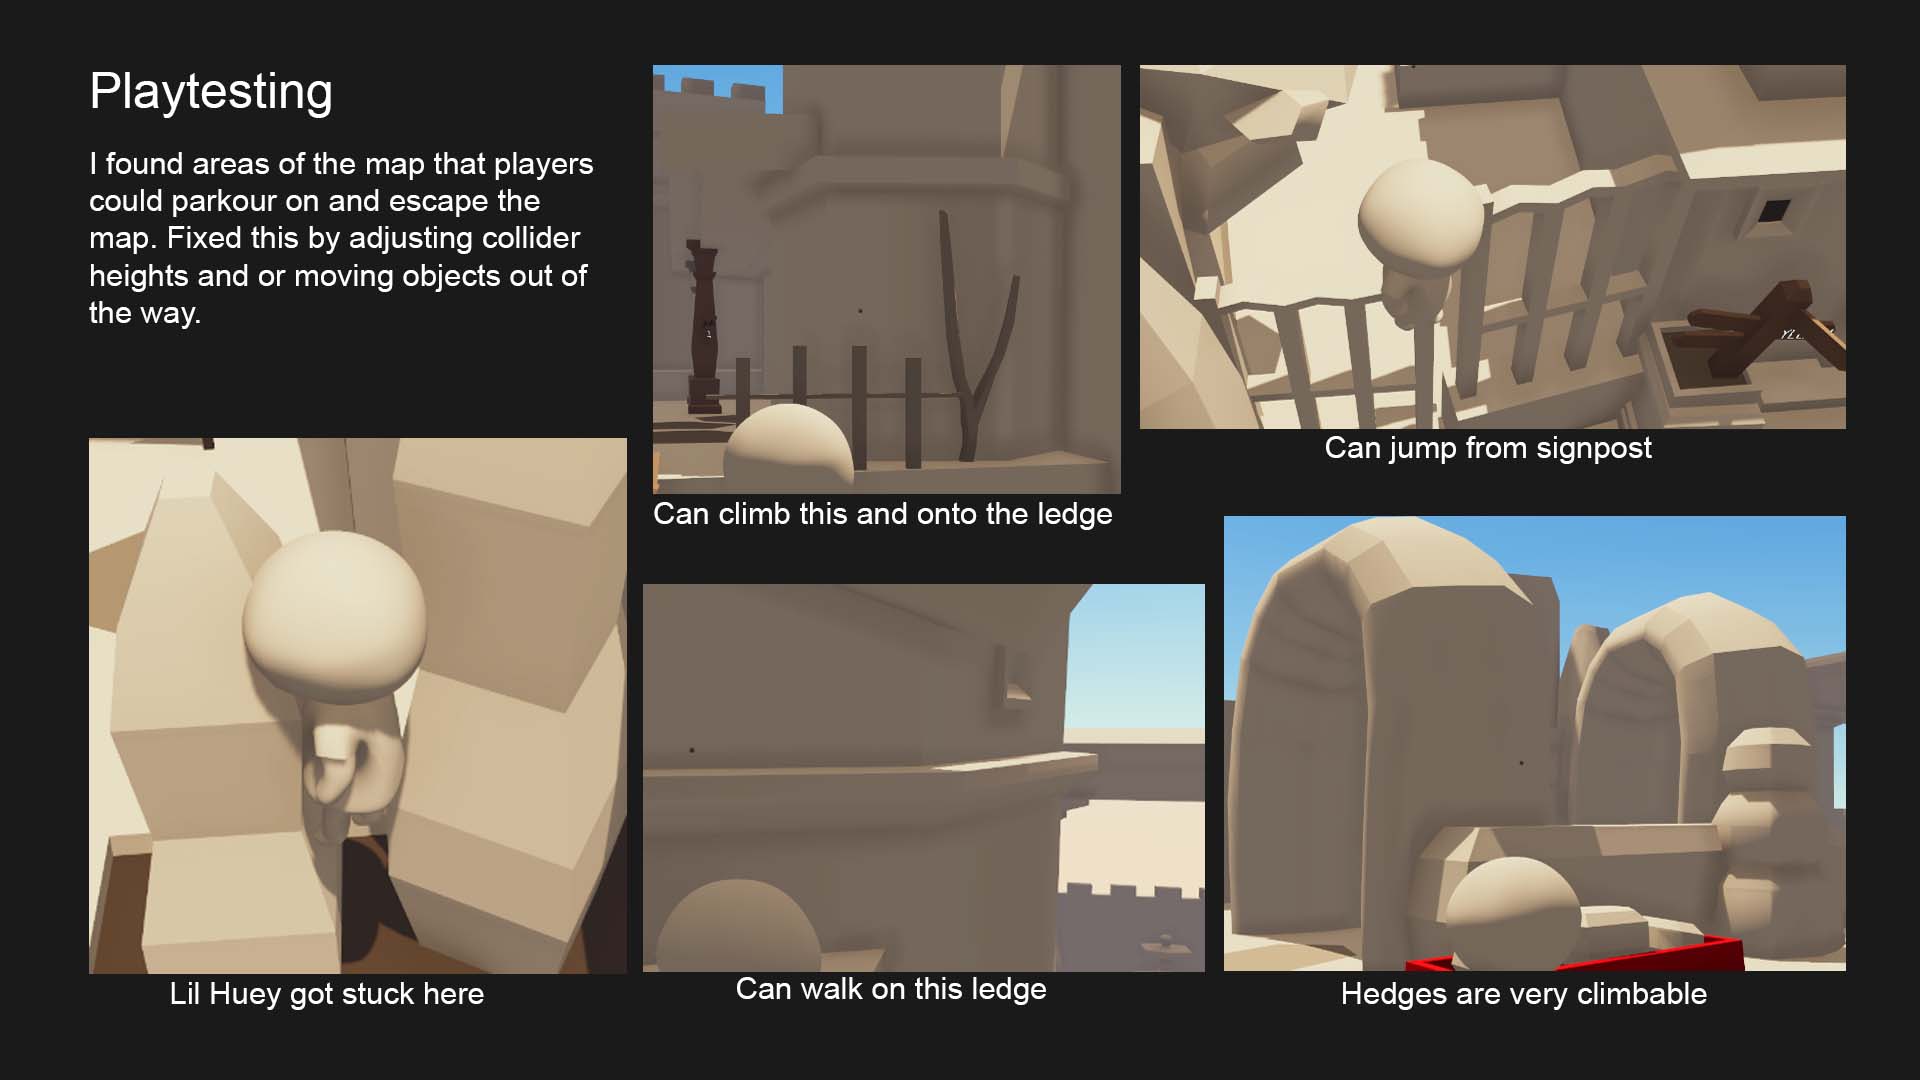 Playtesting
I found areas of the map that players
could parkour on and escape the
map. Fixed this by adjusting collider
heights and or moving objects out of
the way.
Can climb this and onto the ledge
Can jump from signpost
Lil Huey got stuck here
Can walk on this ledge
Hedges are very climbable